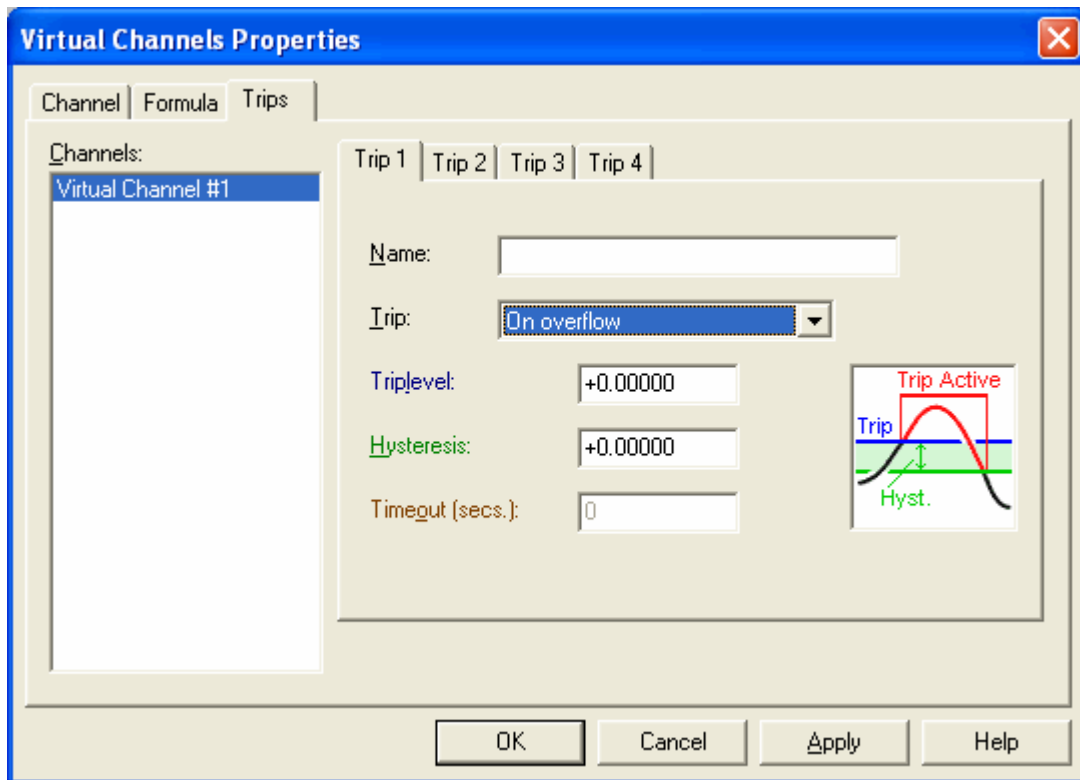 Virtual Channels Properties
Channel Formula Trips
Channels:
Virtual Channel #1
Trip 1 Trip 2 Trip 3 Trip 4
Name:
Trip: On overflow
Triplevel: +0.00000
Hysteresis: +0.00000
Timeout (secs.): 0
Trip Active
Trip
Hyst.
OK Cancel Apply Help